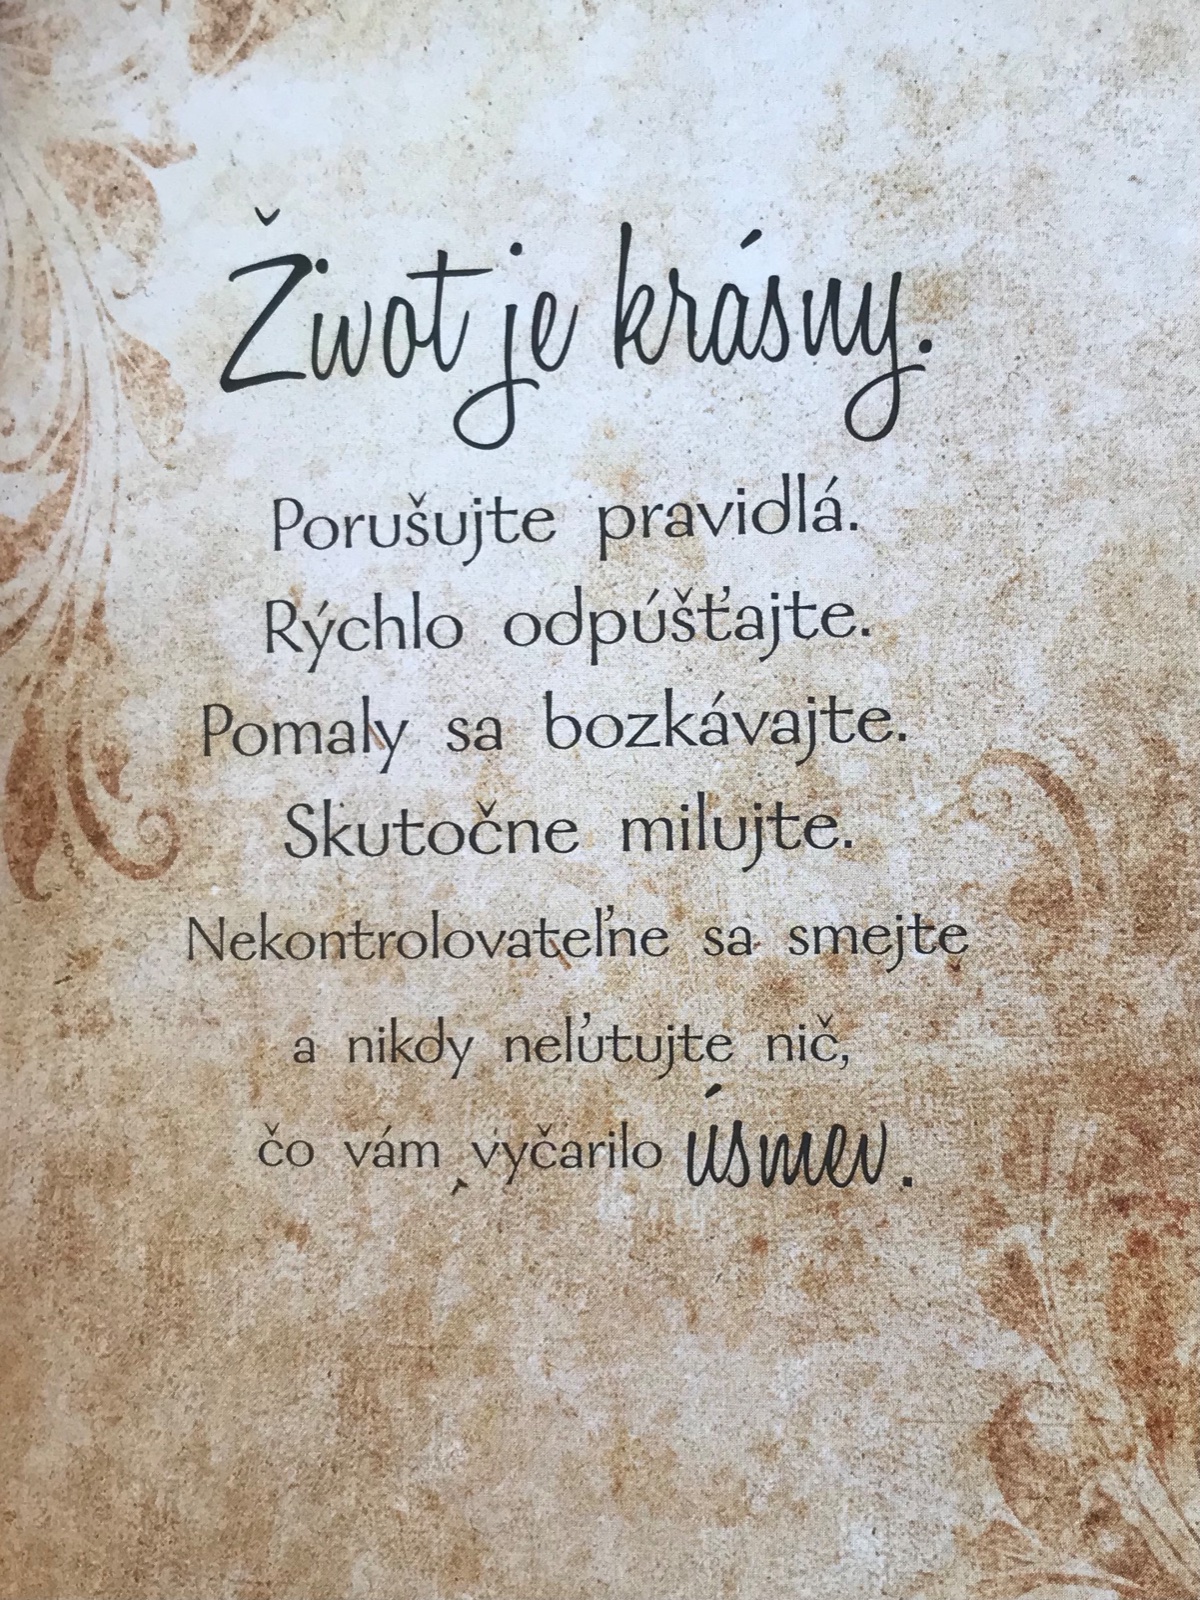 Život je krásny.
Porušujte pravidlá.
Rýchlo odpúšťajte.
Pomaly sa bozkávajte.
Skutočne milujte.
Nekontrolovateľne sa smejte
a nikdy neľutujte nič,
čo vám vyčarilo úsmev.